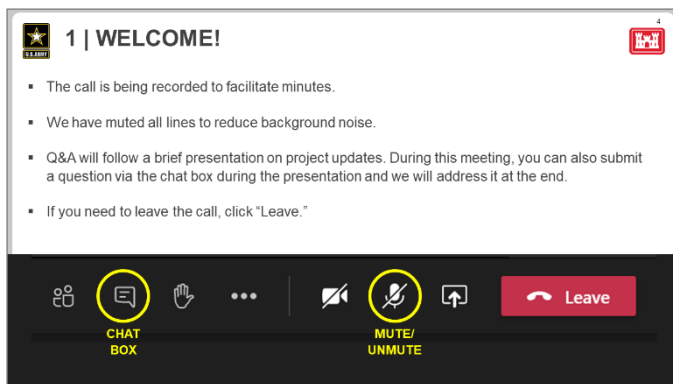 4
1 | WELCOME!
U.S. ARMY
▪ The call is being recorded to facilitate minutes.
▪ We have muted all lines to reduce background noise.
▪ Q&A will follow a brief presentation on project updates. During this meeting, you can also submit
a question via the chat box during the presentation and we will address it at the end.
▪ If you need to leave the call, click “Leave.”
Leave
CHAT
BOX
MUTE/
UNMUTE